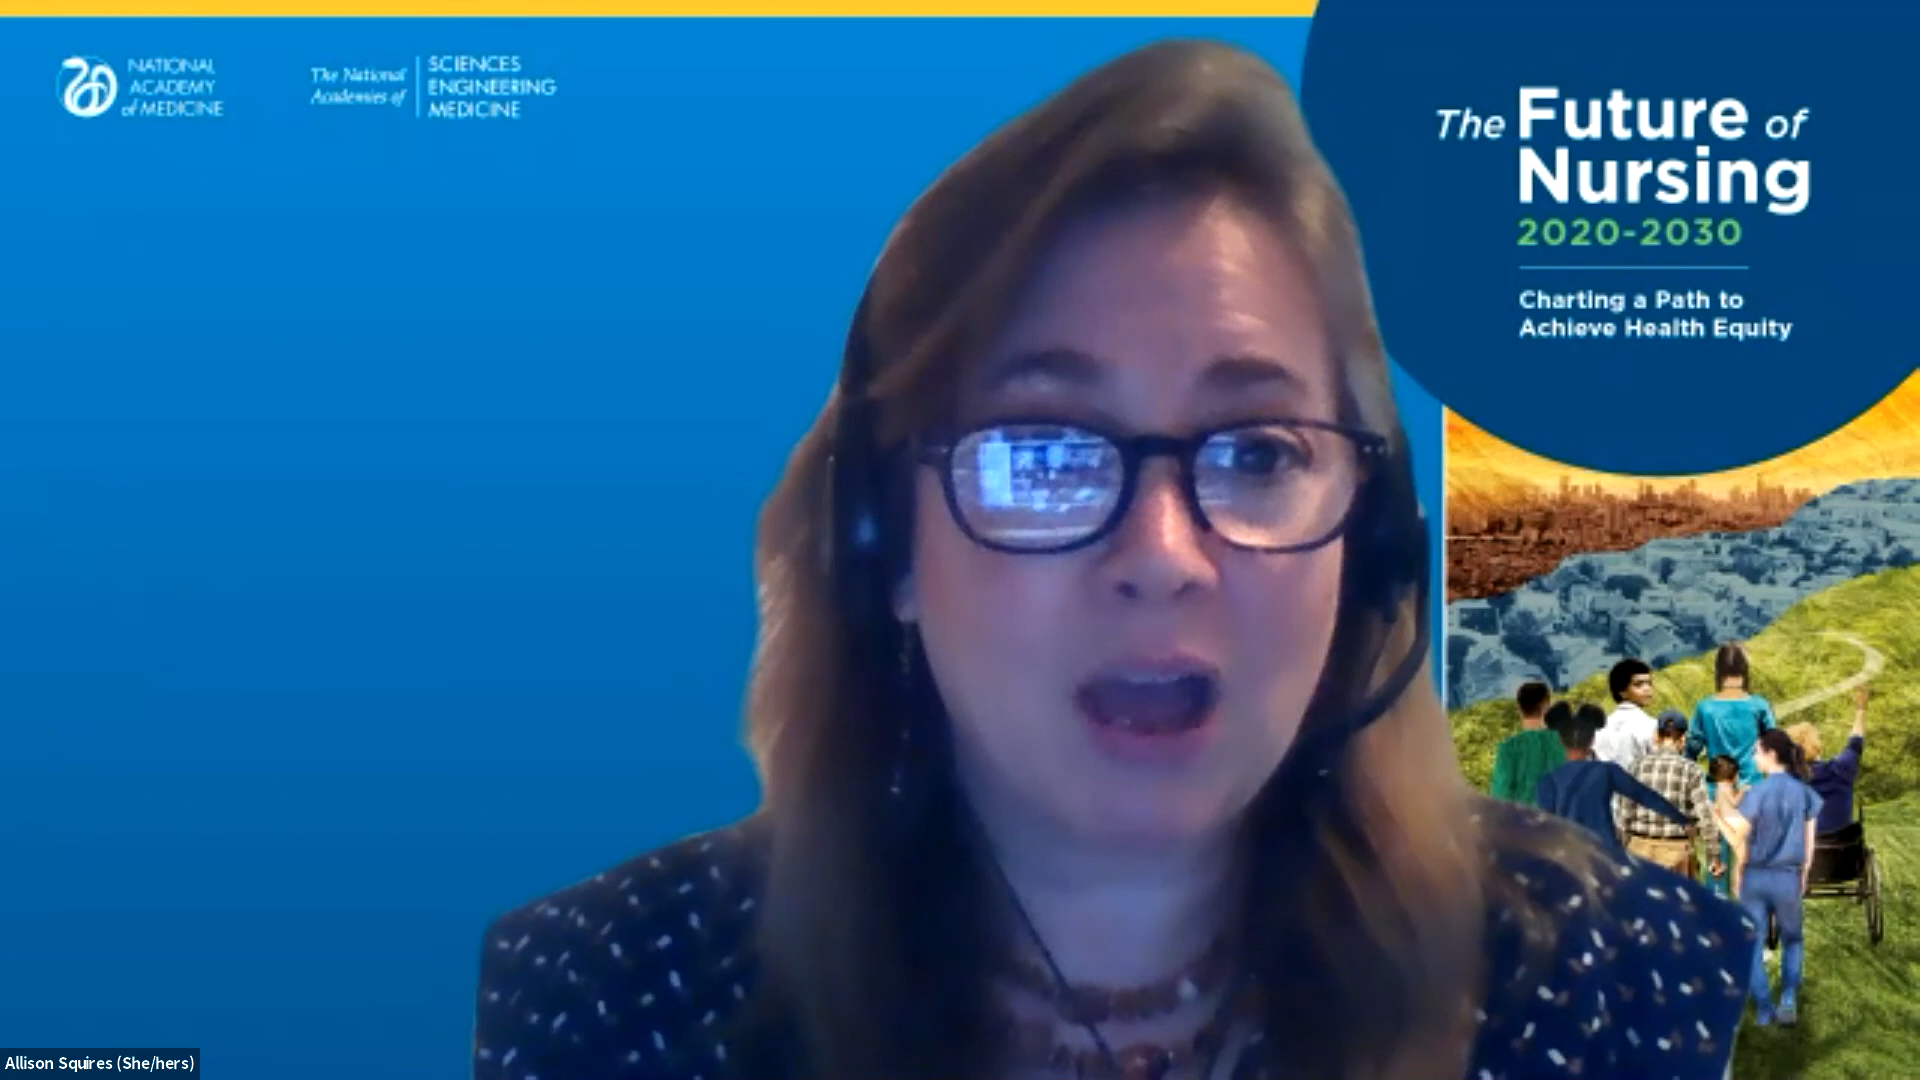 NATIONAL
ACADEMY
of MEDICINE
The National
Academies of
SCIENCES
ENGINEERING
MEDICINE
The Future of
Nursing
2020-2030
Charting a Path to
Achieve Health Equity
Allison Squires (She/hers)